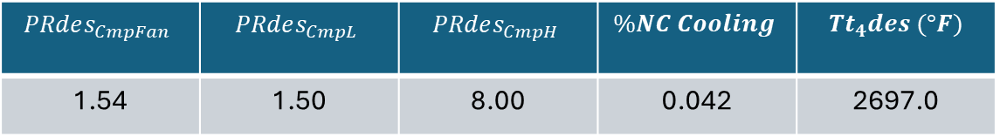 PRdes_CmpFan PRdes_CmpL PRdes_CmpH %NC Cooling Tt₄des (°F)
1.54 1.50 8.00 0.042 2697.0